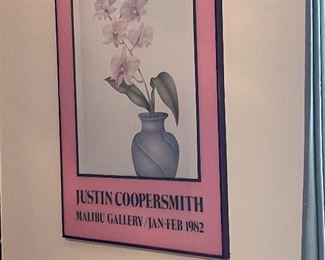 JUSTIN COOPERSMITH
MALIBU GALLERY/JAN-FEB 1982